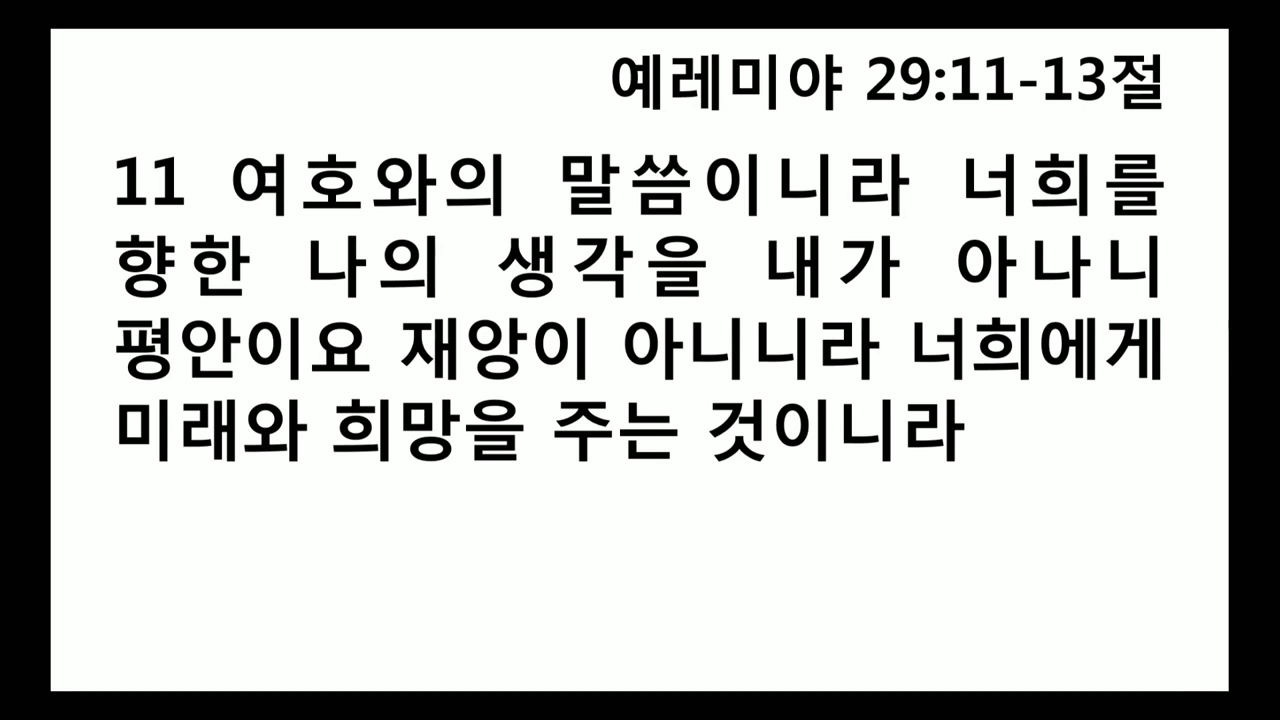 예레미야 29:11-13절
11 여호와의 말씀이니라 너희를
향한 나의 생각을 내가 아나니
평안이요 재앙이 아니니라 너희에게
미래와 희망을 주는 것이니라